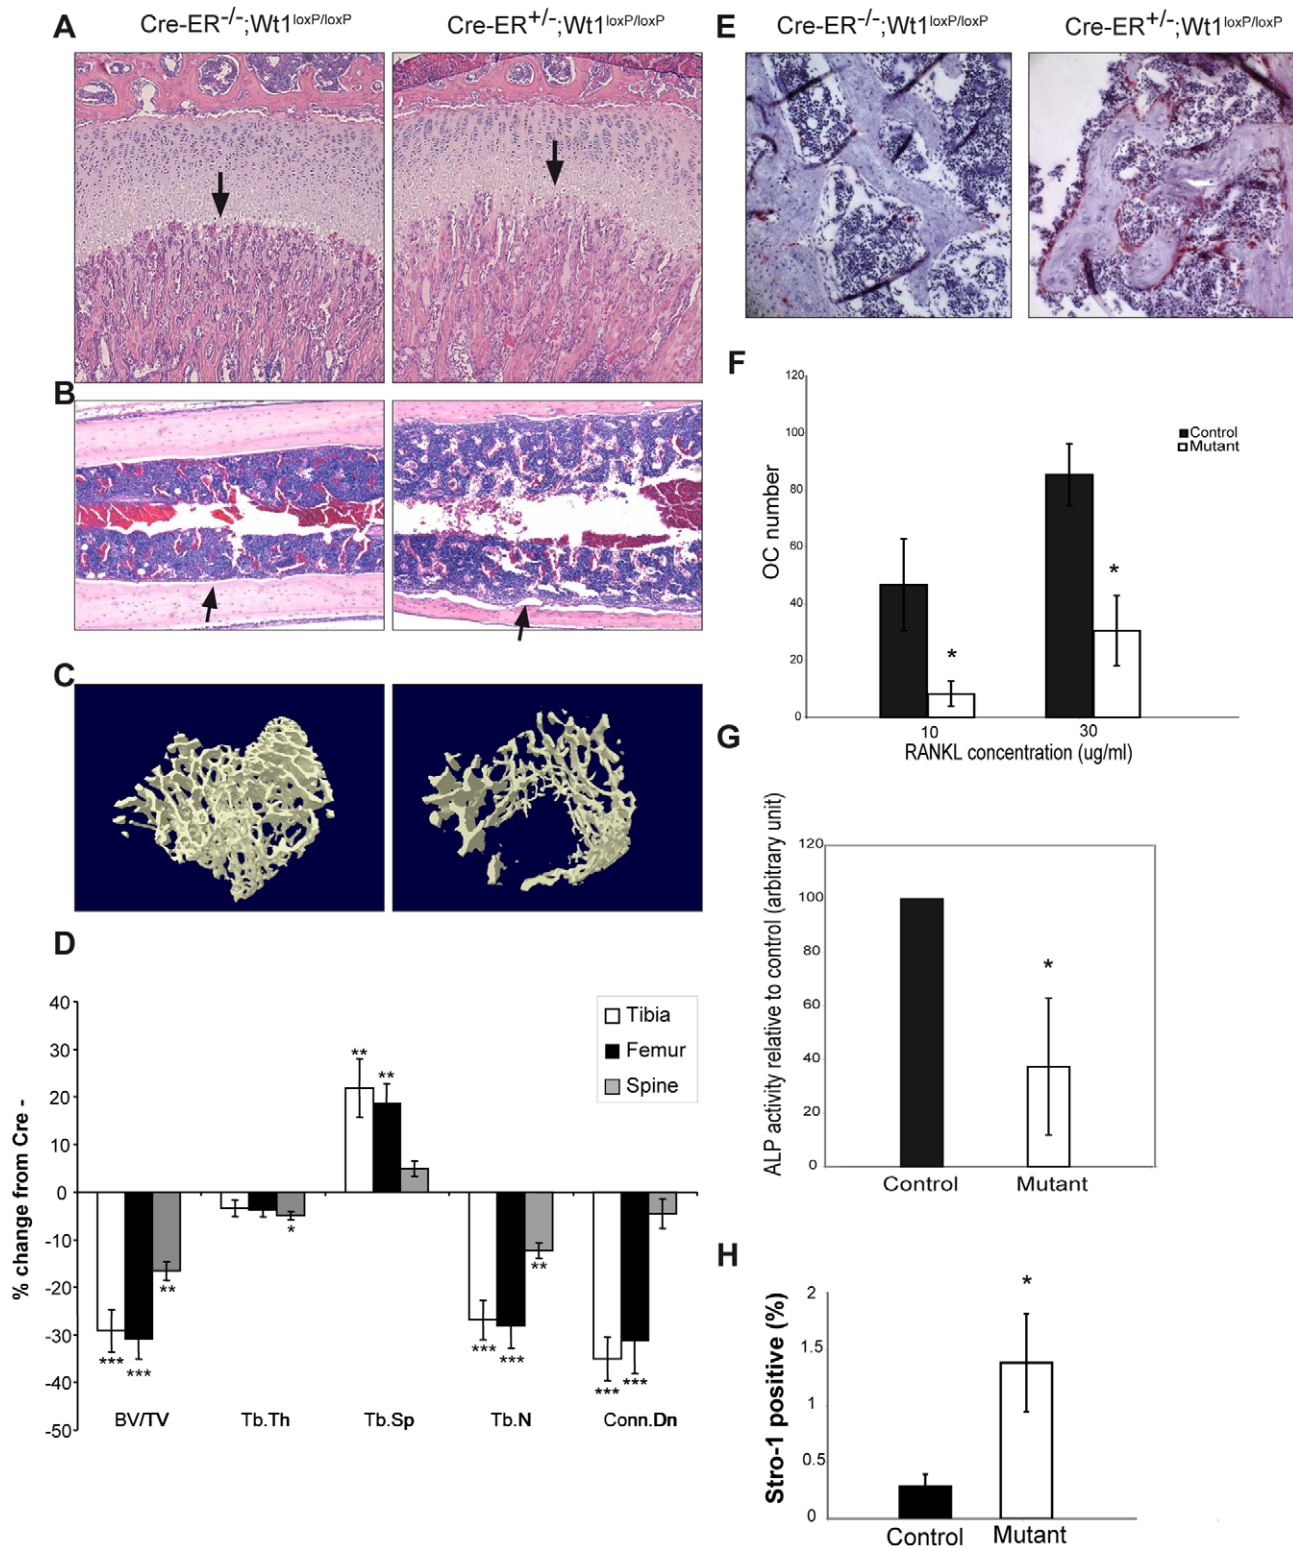 A
Cre-ER-/-;Wt1loxP/loxP
Cre-ER+/-;Wt1loxP/loxP
B
C
D
40
30
20
10
0
-10
-20
-30
-40
-50
% change from Cre -
Tibia
Femur
Spine
**
**
***
***
**
*
***
***
**
***
***
BV/TV
Tb.Th
Tb.Sp
Tb.N
Conn.Dn
E
Cre-ER-/-;Wt1loxP/loxP
Cre-ER+/-;Wt1loxP/loxP
F
120
100
80
60
40
20
0
OC number
Control
Mutant
*
*
10
30
RANKL concentration (ug/ml)
G
120
100
80
60
40
20
0
ALP activity relative to control (arbitrary unit)
*
Control
Mutant
H
2
1.5
1
0.5
0
Stro-1 positive (%)
*
Control
Mutant